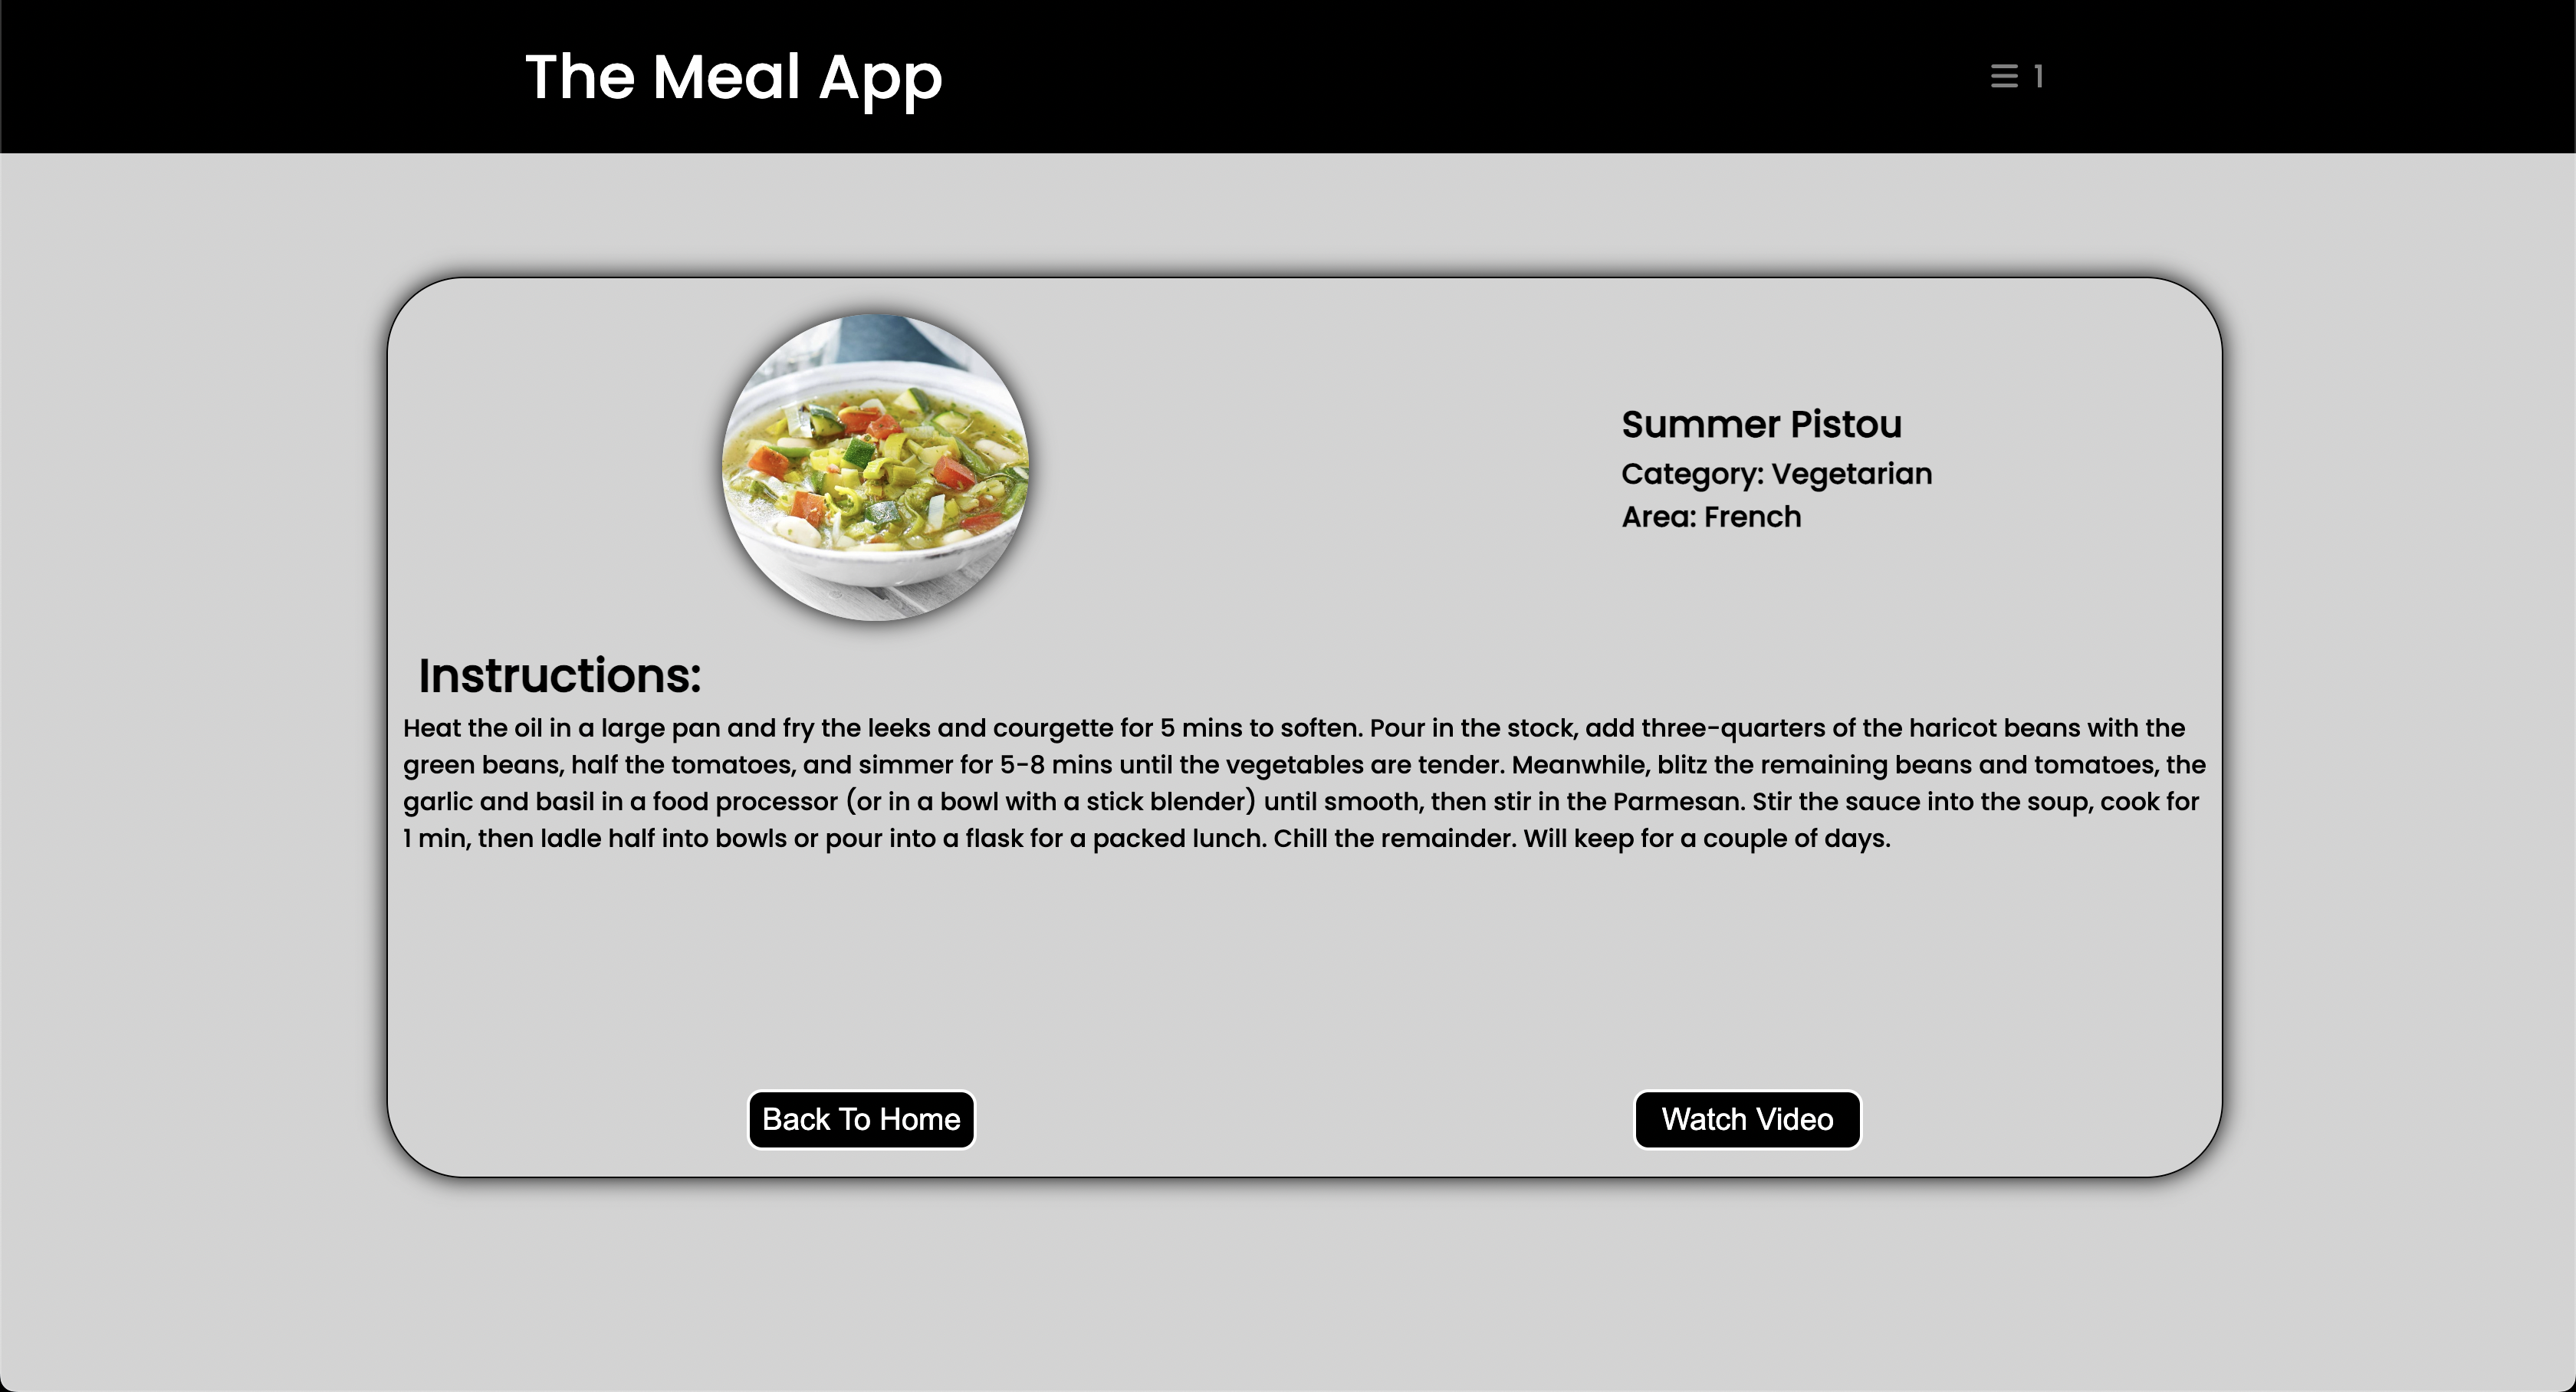 The Meal App
1
Summer Pistou
Category: Vegetarian
Area: French
Instructions:
Heat the oil in a large pan and fry the leeks and courgette for 5 mins to soften. Pour in the stock, add three-quarters of the haricot beans with the
green beans, half the tomatoes, and simmer for 5-8 mins until the vegetables are tender. Meanwhile, blitz the remaining beans and tomatoes, the
garlic and basil in a food processor (or in a bowl with a stick blender) until smooth, then stir in the Parmesan. Stir the sauce into the soup, cook for
1 min, then ladle half into bowls or pour into a flask for a packed lunch. Chill the remainder. Will keep for a couple of days.
Back To Home
Watch Video